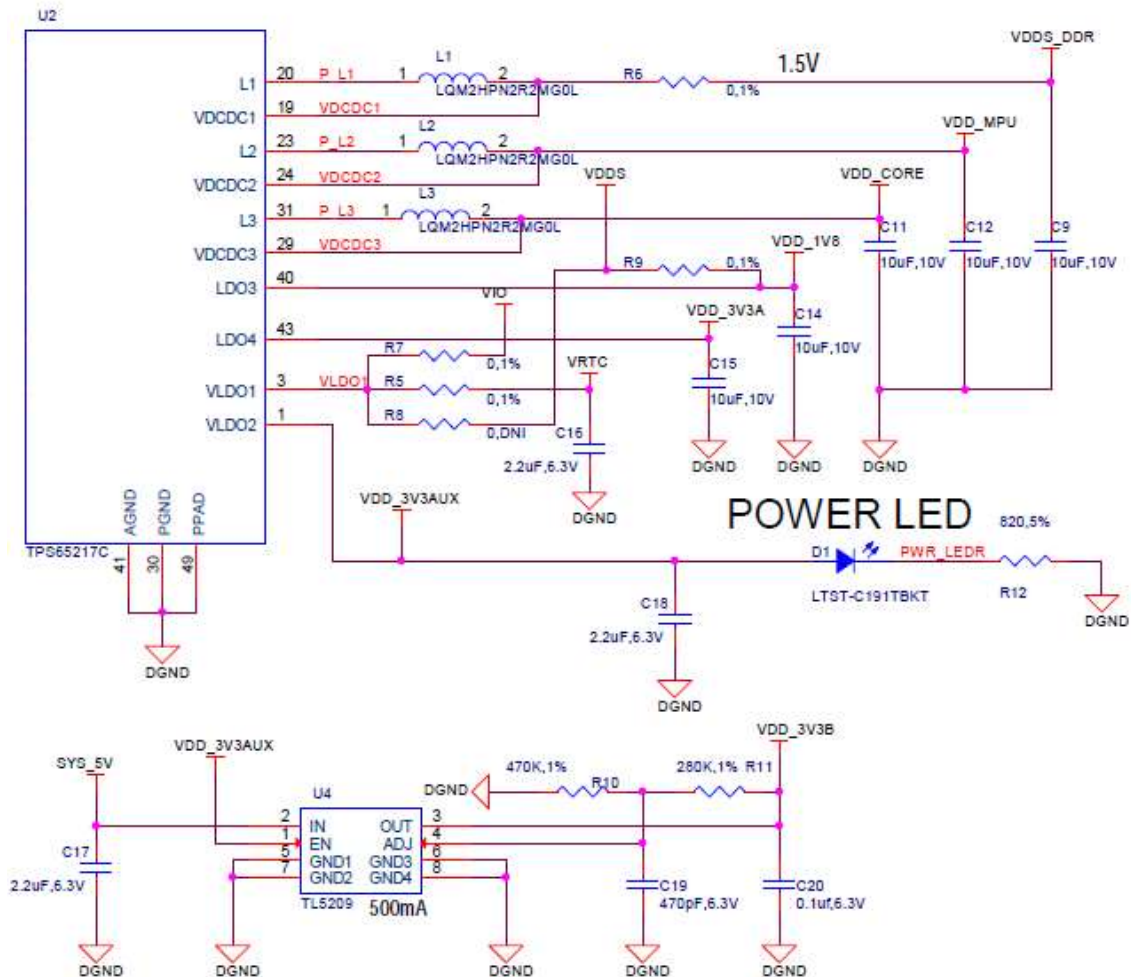 U2
VDDS_DDR
L1
1.5V
R6
20
P_L1
1
2
L1
LQM2HPN2R2MG0L
0,1%
19
VDCDC1
VDCDC1
L2
VDD_MPU
23
P_L2
1
2
L2
LQM2HPN2R2MG0L
24
VDCDC2
VDDS
VDD_CORE
VDCDC2
L3
31
P_L3
1
2
L3
LQM2HPN2R2MG0L
C11
C12
C9
29
VDCDC3
VDD_1V8
VDCDC3
R9
0,1%
10uF,10V
10uF,10V
10uF,10V
40
LDO3
VIO
C14
VDD_3V3A
43
LDO4
10uF,10V
R7
0,1%
VRTC
C15
3
VLDO1
VLDO1
R5
0,1%
10uF,10V
1
R8
VLDO2
0,DNI
C16
2.2uF,6.3V
DGND
DGND
DGND
DGND
VDD_3V3AUX
AGND
PGND
PPAD
POWER LED
820,5%
TPS65217C
41
30
49
D1
PWR_LEDR
LTST-C191TBKT
R12
C18
DGND
2.2uF,6.3V
DGND
DGND
VDD_3V3B
VDD_3V3AUX
SYS_5V
470K,1%
280K,1% R11
DGND
R10
U4
2
IN
OUT
3
1
EN
ADJ
4
C17
5
GND1
GND3
6
7
GND2
GND4
8
2.2uF,6.3V
C19
C20
TL5209
500mA
470pF,6.3V
0.1uf,6.3V
DGND
DGND
DGND
DGND
DGND